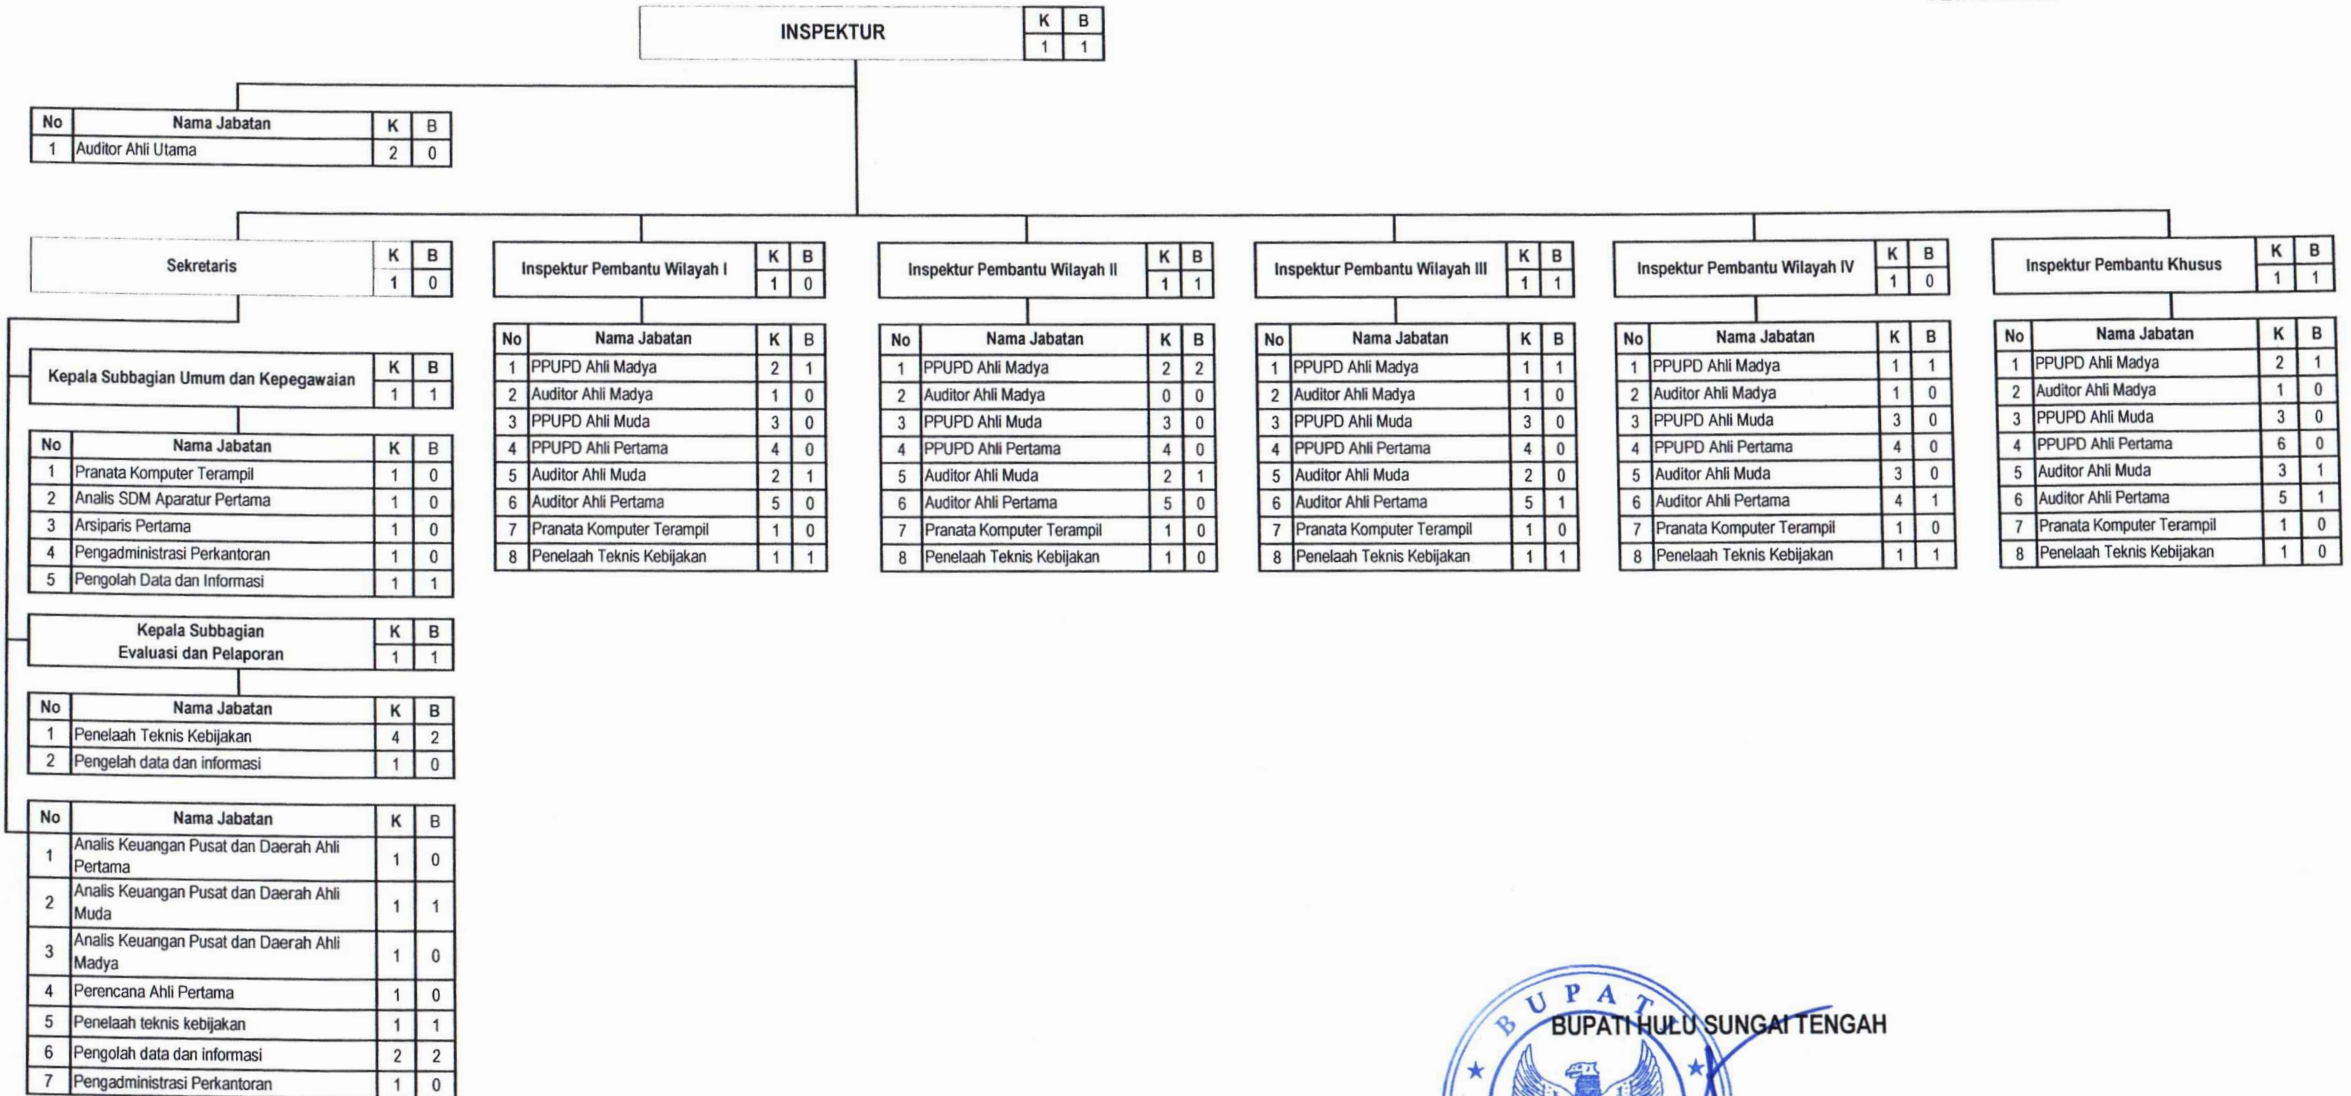 INSPEKTUR K B
1 1
No Nama Jabatan K B
1 Auditor Ahli Utama 2 0
Sekretaris K B
1 0
Kepala Subbagian Umum dan Kepegawaian K B
1 1
No Nama Jabatan K B
1 Pranata Komputer Terampil 1 0
2 Analis SDM Aparatur Pertama 1 0
3 Arsiparis Pertama 1 0
4 Pengadministrasi Perkantoran 1 0
5 Pengolah Data dan Informasi 1 1
Kepala Subbagian K B
Evaluasi dan Pelaporan 1 1
No Nama Jabatan K B
1 Penelaah Teknis Kebijakan 4 2
2 Pengelah data dan informasi 1 0
No Nama Jabatan K B
1 Analis Keuangan Pusat dan Daerah Ahli
Pertama 1 0
2 Analis Keuangan Pusat dan Daerah Ahli
Muda 1 1
3 Analis Keuangan Pusat dan Daerah Ahli
Madya 1 0
4 Perencana Ahli Pertama 1 0
5 Penelaah teknis kebijakan 1 1
6 Pengolah data dan informasi 2 2
7 Pengadministrasi Perkantoran 1 0
Inspektur Pembantu Wilayah I K B
1 0
No Nama Jabatan K B
1 PPUPD Ahli Madya 2 1
2 Auditor Ahli Madya 1 0
3 PPUPD Ahli Muda 3 0
4 PPUPD Ahli Pertama 4 0
5 Auditor Ahli Muda 2 1
6 Auditor Ahli Pertama 5 0
7 Pranata Komputer Terampil 1 0
8 Penelaah Teknis Kebijakan 1 1
Inspektur Pembantu Wilayah II K B
1 1
No Nama Jabatan K B
1 PPUPD Ahli Madya 2 2
2 Auditor Ahli Madya 0 0
3 PPUPD Ahli Muda 3 0
4 PPUPD Ahli Pertama 4 0
5 Auditor Ahli Muda 2 1
6 Auditor Ahli Pertama 5 0
7 Pranata Komputer Terampil 1 0
8 Penelaah Teknis Kebijakan 1 0
Inspektur Pembantu Wilayah III K B
1 1
No Nama Jabatan K B
1 PPUPD Ahli Madya 1 1
2 Auditor Ahli Madya 1 0
3 PPUPD Ahli Muda 3 0
4 PPUPD Ahli Pertama 4 0
5 Auditor Ahli Muda 2 0
6 Auditor Ahli Pertama 5 1
7 Pranata Komputer Terampil 1 0
8 Penelaah Teknis Kebijakan 1 1
Inspektur Pembantu Wilayah IV K B
1 0
No Nama Jabatan K B
1 PPUPD Ahli Madya 1 1
2 Auditor Ahli Madya 1 0
3 PPUPD Ahli Muda 3 0
4 PPUPD Ahli Pertama 4 0
5 Auditor Ahli Muda 3 0
6 Auditor Ahli Pertama 4 1
7 Pranata Komputer Terampil 1 0
8 Penelaah Teknis Kebijakan 1 1
Inspektur Pembantu Khusus K B
1 1
No Nama Jabatan K B
1 PPUPD Ahli Madya 2 1
2 Auditor Ahli Madya 1 0
3 PPUPD Ahli Muda 3 0
4 PPUPD Ahli Pertama 6 0
5 Auditor Ahli Muda 3 1
6 Auditor Ahli Pertama 5 1
7 Pranata Komputer Terampil 1 0
8 Penelaah Teknis Kebijakan 1 0
BUPATI
BUPATI HULU SUNGAI TENGAH